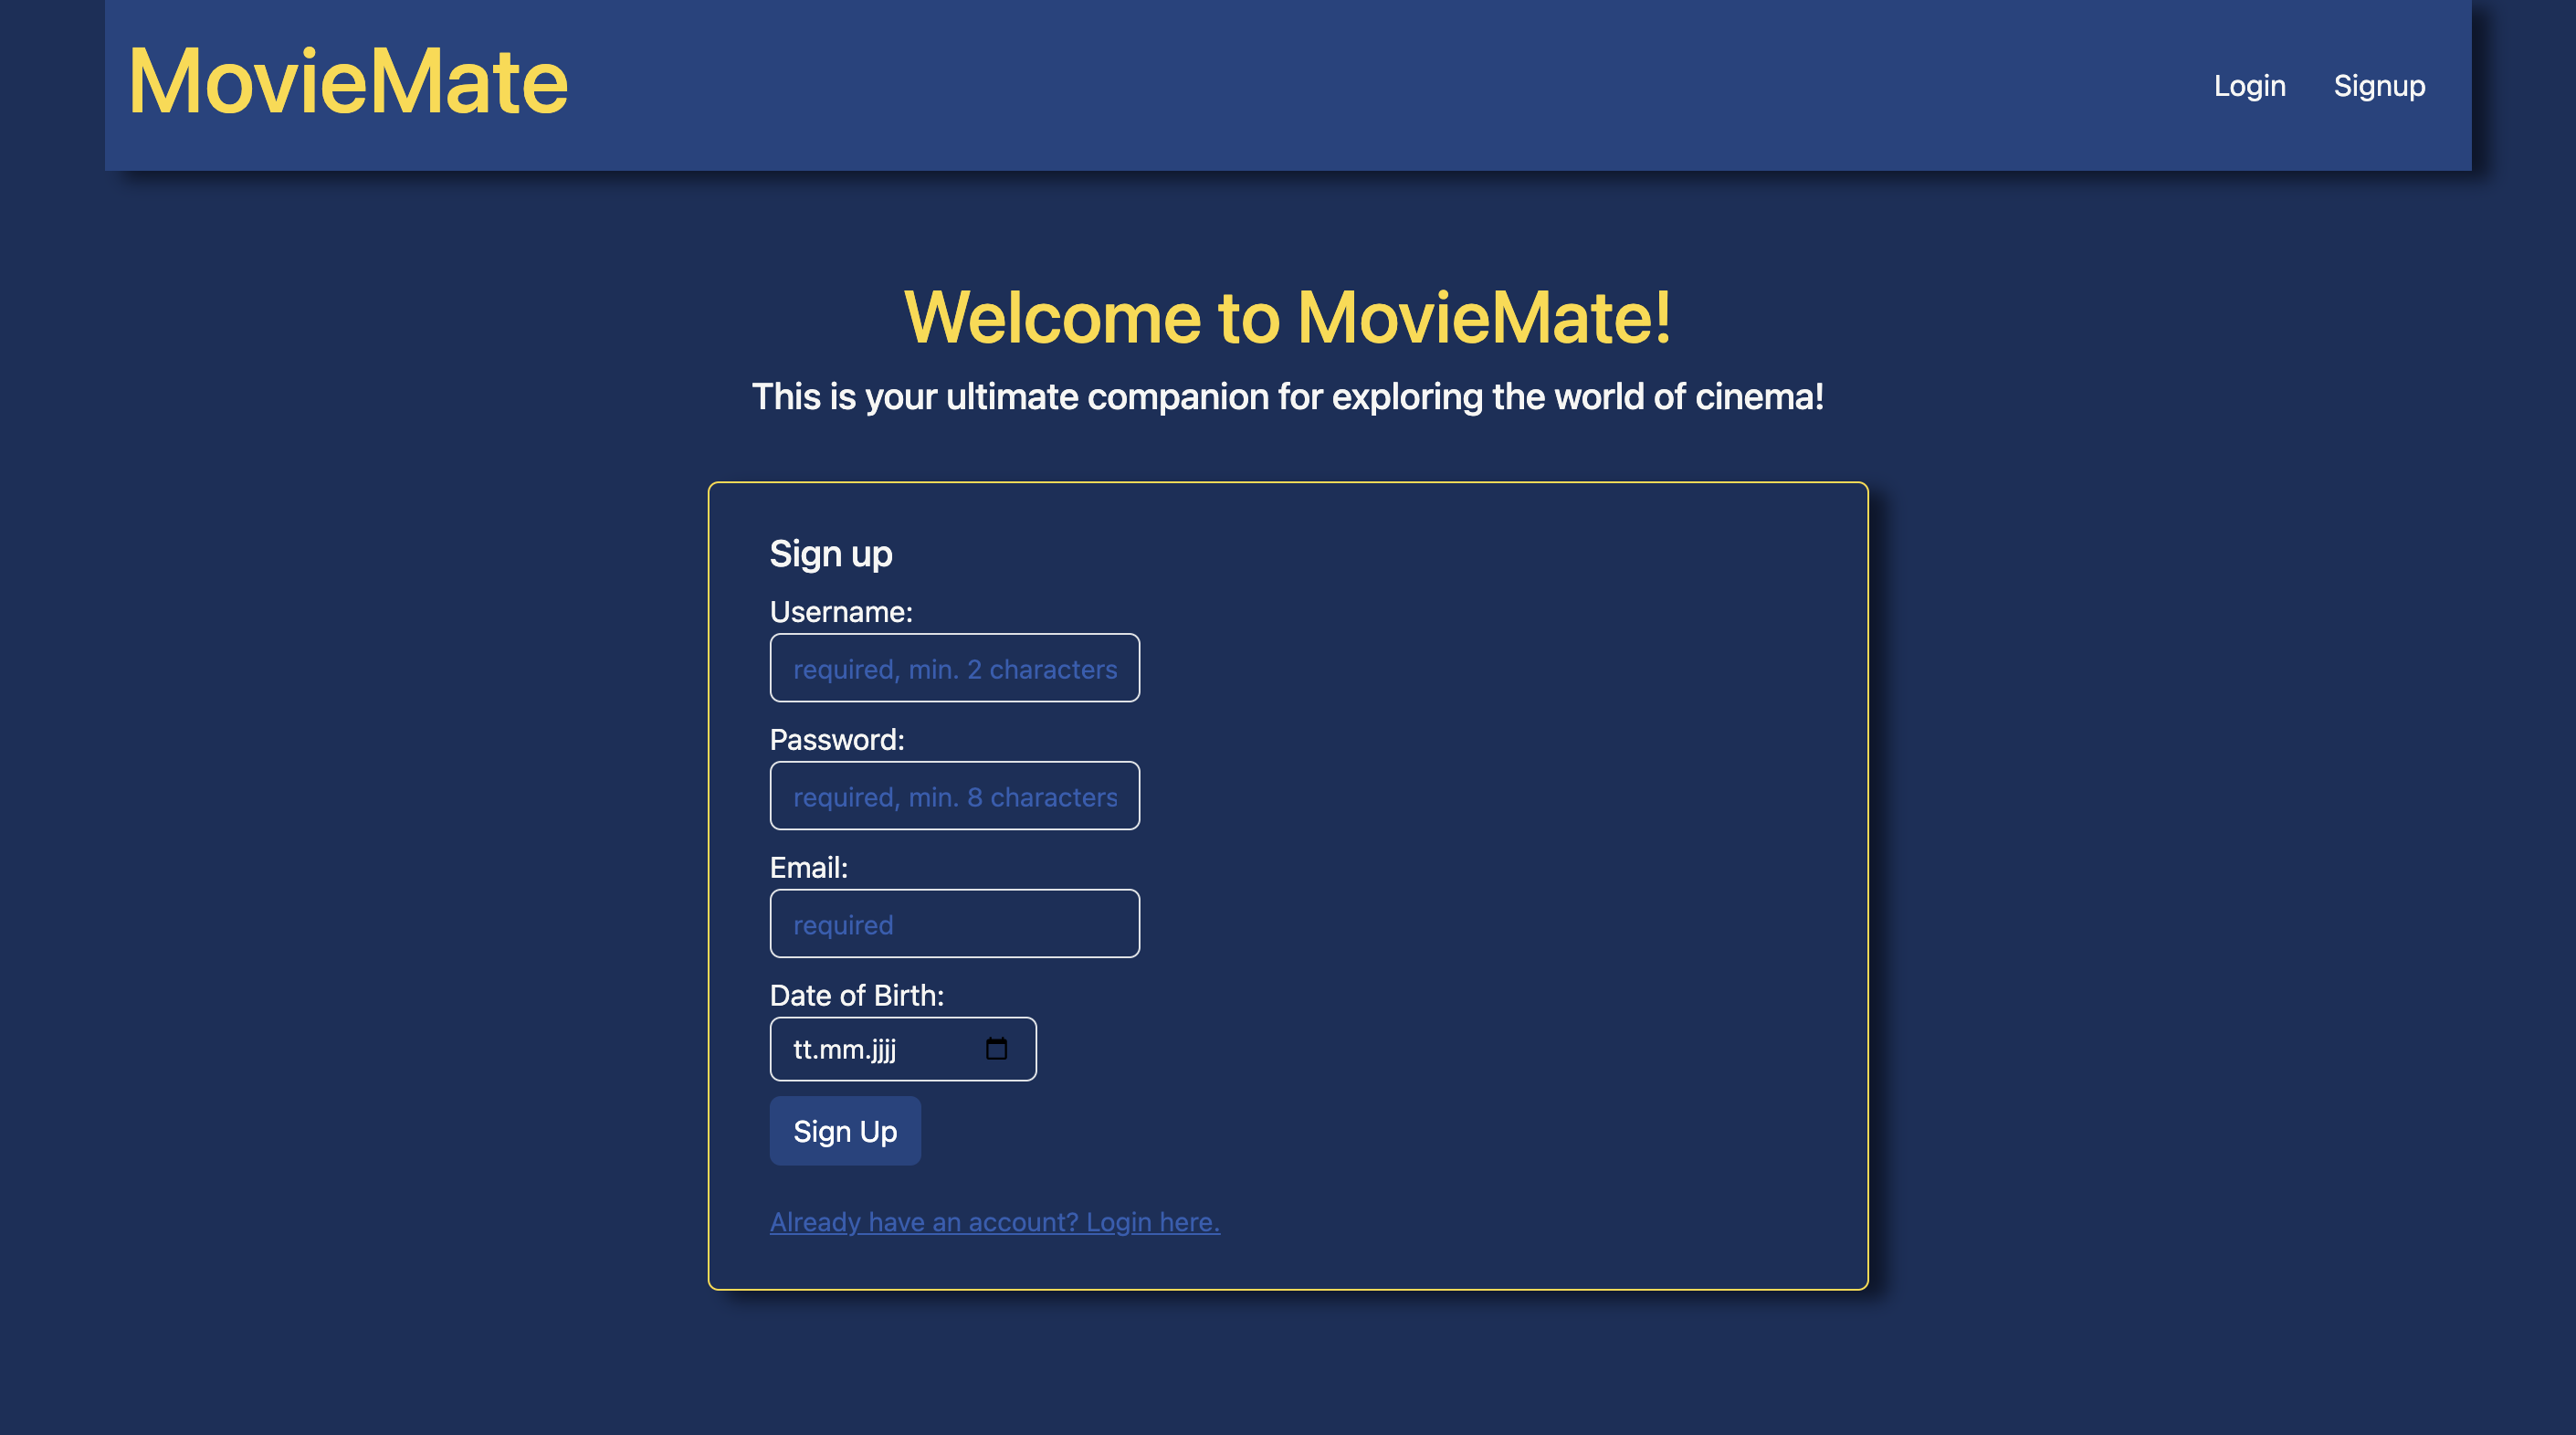 MovieMate
Login Signup
Welcome to MovieMate!
This is your ultimate companion for exploring the world of cinema!
Sign up
Username:
required, min. 2 characters
Password:
required, min. 8 characters
Email:
required
Date of Birth:
tt.mm.jjjj
Sign Up
Already have an account? Login here.